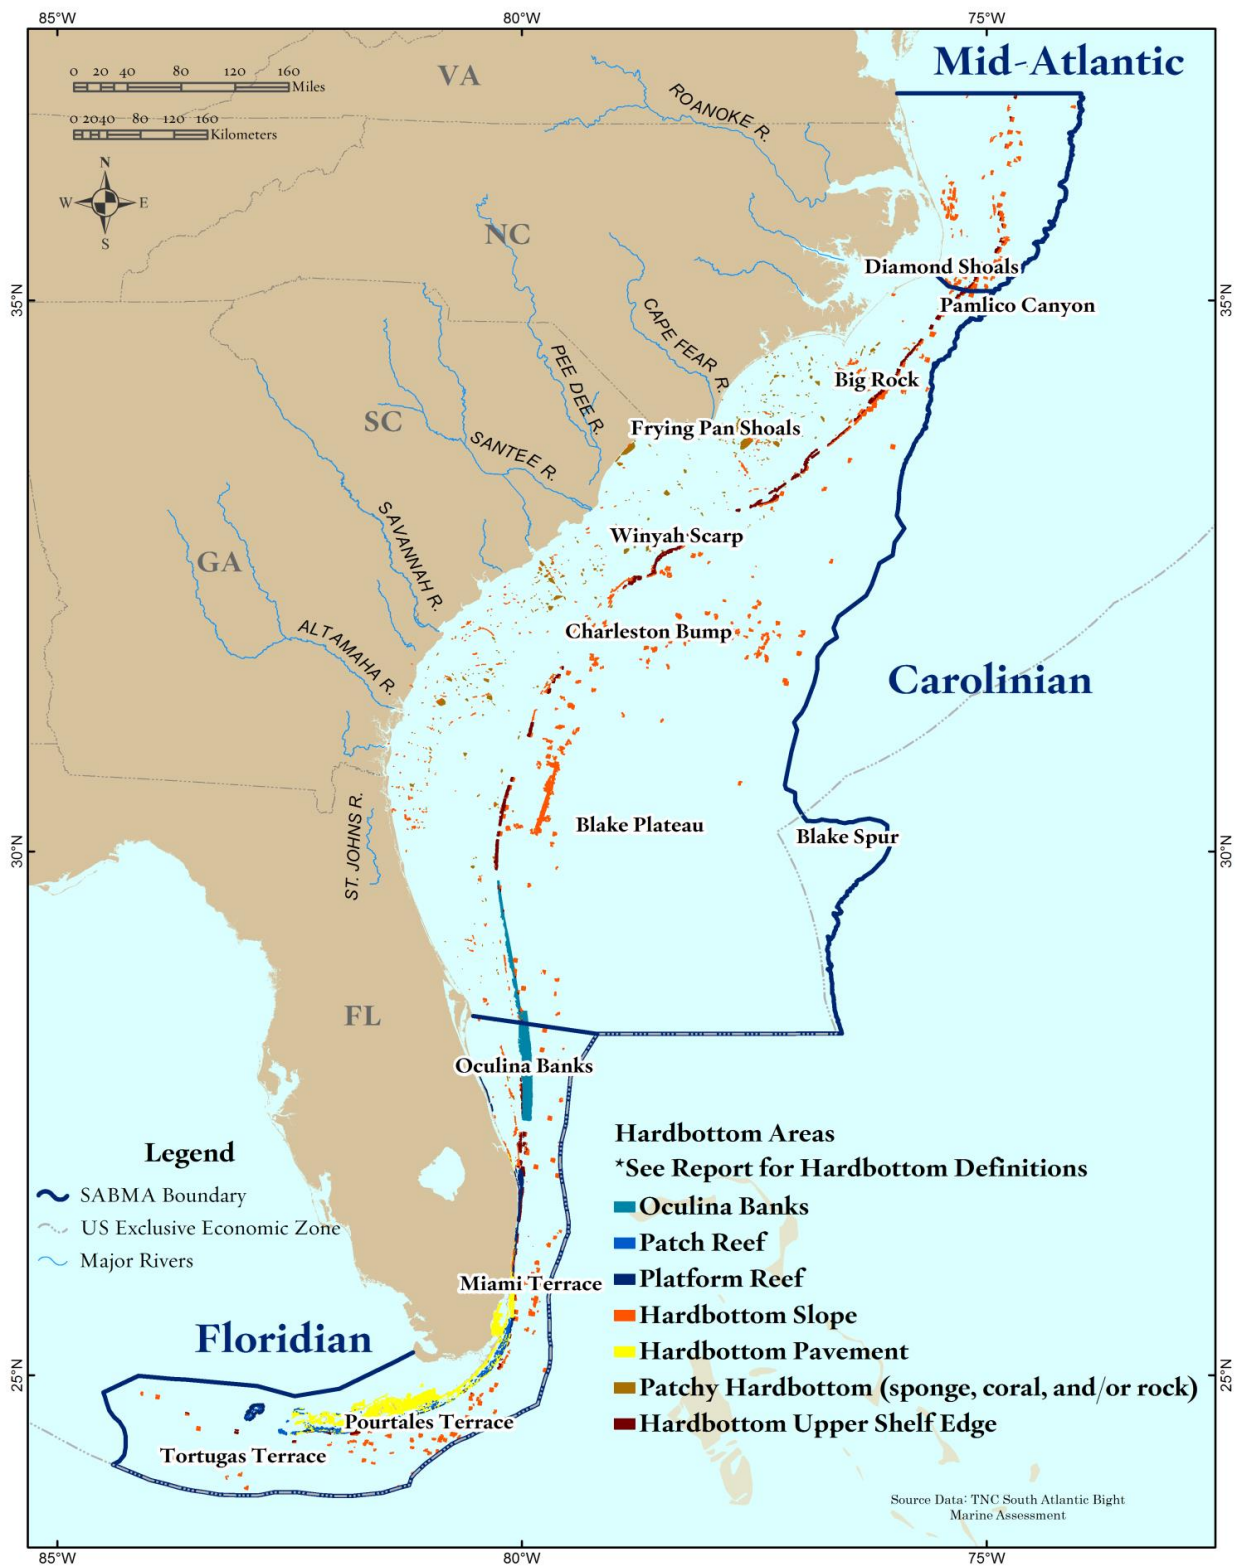 85°W 80°W 75°W
Mid-Atlantic
0 20 40 80 120 160
Miles
0 20 40 80 120 160
Kilometers
N
W E
S
VA
ROANOKE R.
NC
Diamond Shoals
35°N 35°N
Pamlico Canyon
CAPE FEAR R.
PEE DEE R.
Big Rock
SC
Frying Pan Shoals
SANTEE R.
Winyah Scarp
SAVANNAH R.
GA
Charleston Bump
ALTAMAHA R.
Carolinian
Blake Plateau
Blake Spur
ST. JOHNS R.
30°N 30°N
FL
Oculina Banks
Legend
SABMA Boundary
US Exclusive Economic Zone
Major Rivers
Hardbottom Areas
*See Report for Hardbottom Definitions
Oculina Banks
Patch Reef
Platform Reef
Hardbottom Slope
Hardbottom Pavement
Patchy Hardbottom (sponge, coral, and/or rock)
Hardbottom Upper Shelf Edge
Miami Terrace
Floridian
25°N 25°N
Pourtales Terrace
Tortugas Terrace
Source Data: TNC South Atlantic Bight
Marine Assessment
85°W 80°W 75°W